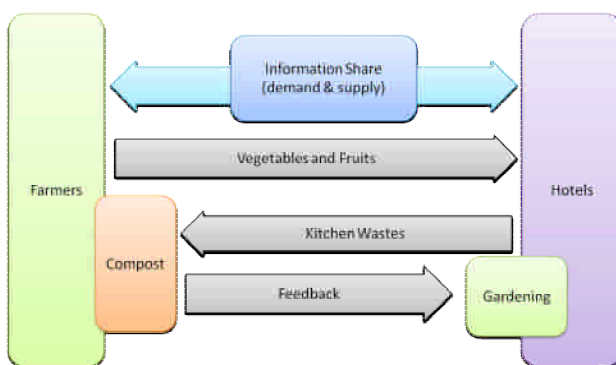 Information Share
(demand & supply)
Vegetables and Fruits
Farmers
Hotels
Kitchen Wastes
Compost
Feedback
Gardening